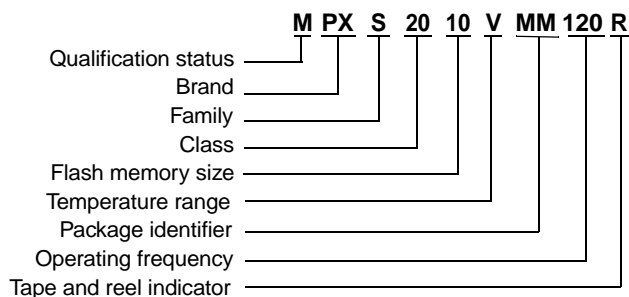 M PX S 20 10 V MM 120 R
Qualification status
Brand
Family
Class
Flash memory size
Temperature range
Package identifier
Operating frequency
Tape and reel indicator